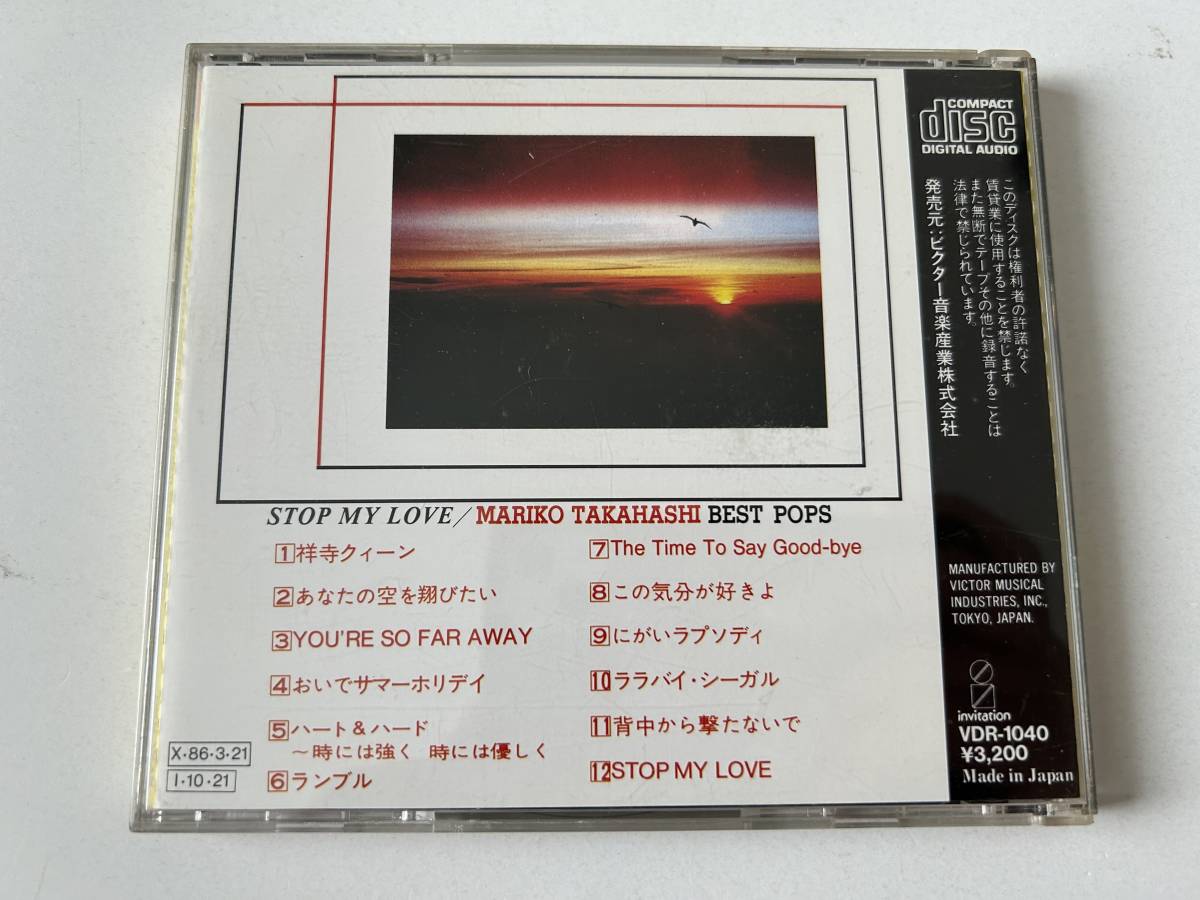 STOP MY LOVE/MARIKO TAKAHASHI BEST POPS
1 祥寺クィーン
2 あなたの空を翔びたい
3 YOU'RE SO FAR AWAY
4 おいでサマーホリデイ
5 ハート&ハード
〜時には強く 時には優しく
6 ランブル
7 The Time To Say Good-bye
8 この気分が好きよ
9 にがいラプソディ
10 ララバイ・シーガル
11 背中から撃たないで
12 STOP MY LOVE
X・86・3・21
I・10・21
COMPACT
disc
DIGITAL AUDIO
このディスクは権利者の許諾なく
賃貸業に使用することを禁じます。
また無断でテープその他に録音することは
法律で禁じられています。
発売元:ビクター音楽産業株式会社
MANUFACTURED BY
VICTOR MUSICAL
INDUSTRIES, INC.,
TOKYO, JAPAN.
invitation
VDR-1040
¥3,200
Made in Japan